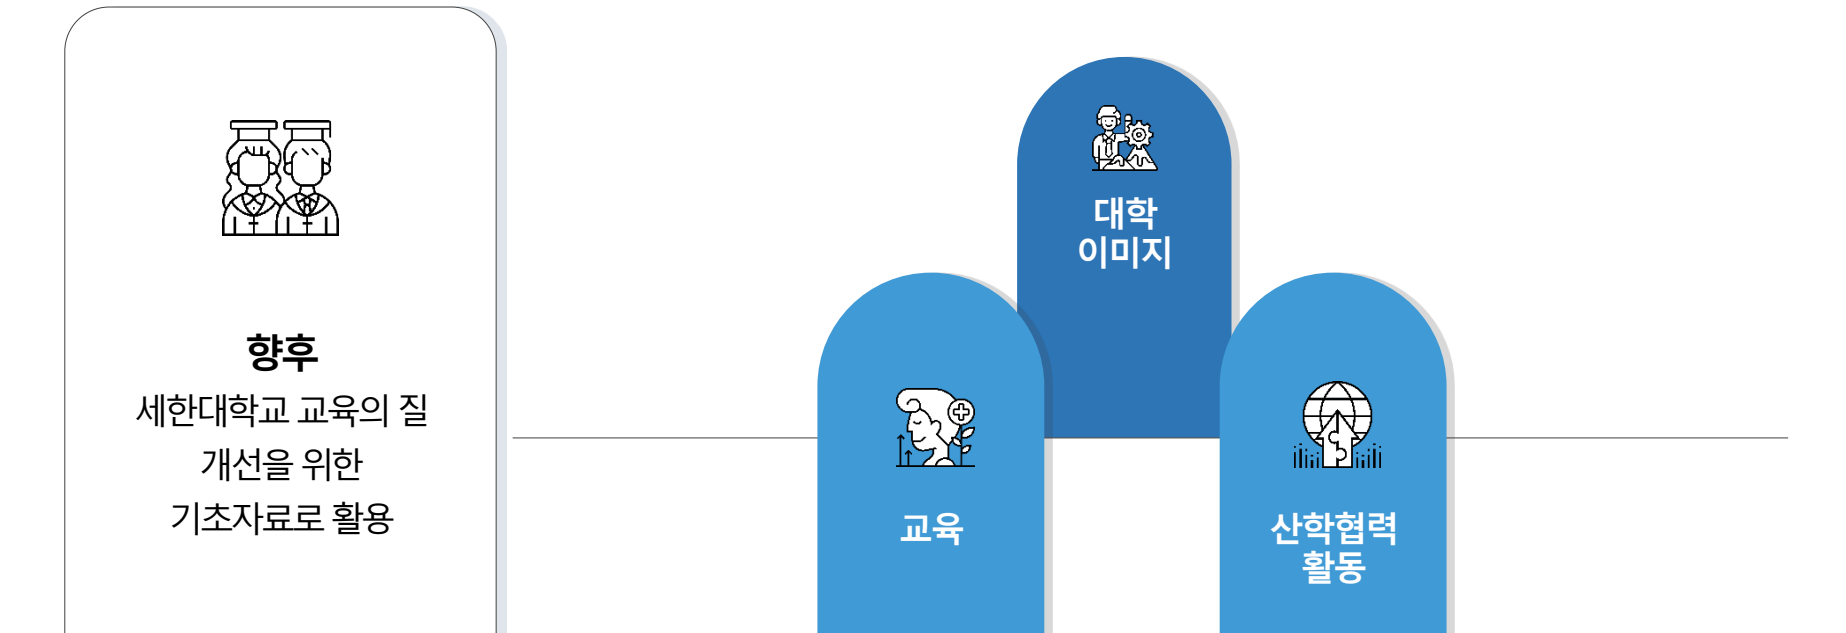 향후
세한대학교 교육의 질
개선을 위한
기초자료로 활용
대학
이미지
교육
산학협력
활동